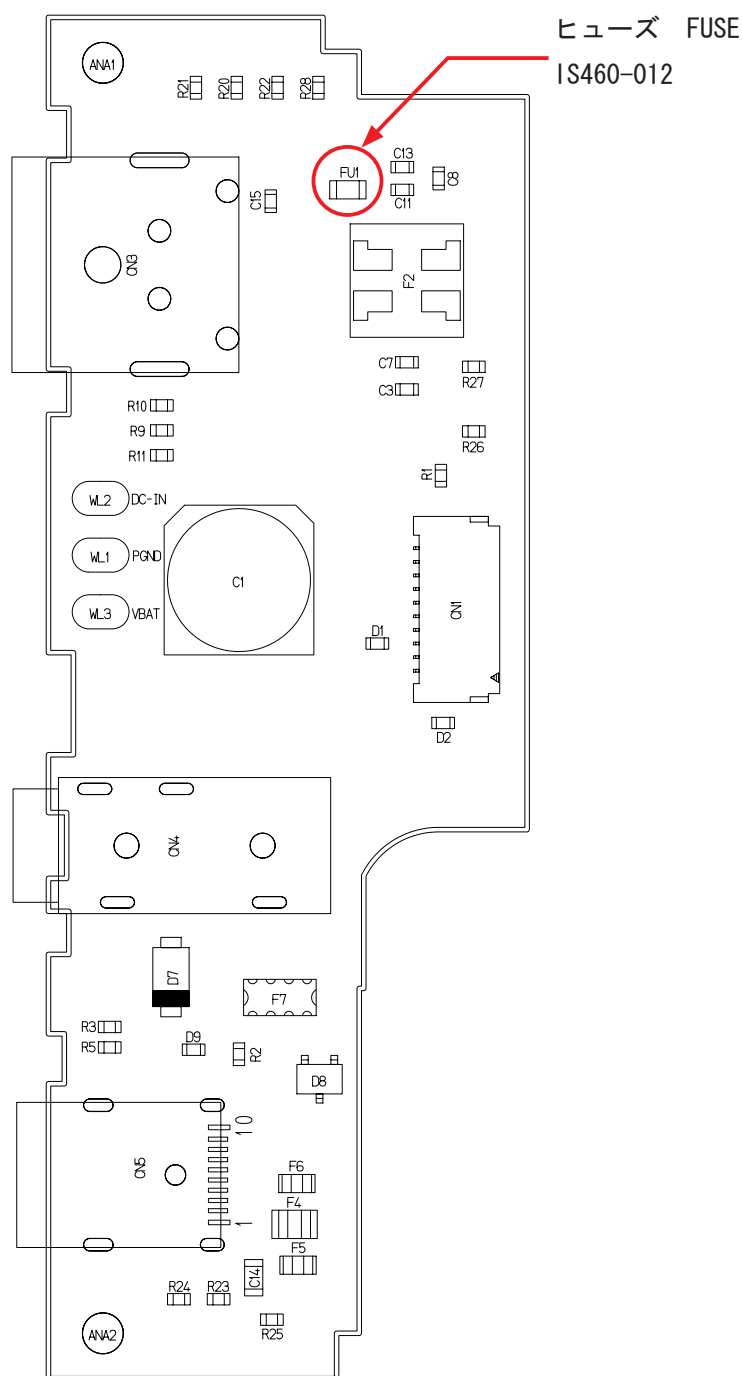 ヒューズ FUSE
IS460-012
ANA1
R21
R20
R22
R28
FU1
C13
C11
C8
C15
CN3
F2
C7
C3
R27
R10
R9
R11
R26
R1
WL2 DC-IN
WL1 PGND
WL3 VBAT
C1
CN1
D1
D2
CN4
D7
F7
R3
R5
D9
R2
D8
10
CN5
1
F6
F4
F5
C14
R24
R23
R25
ANA2